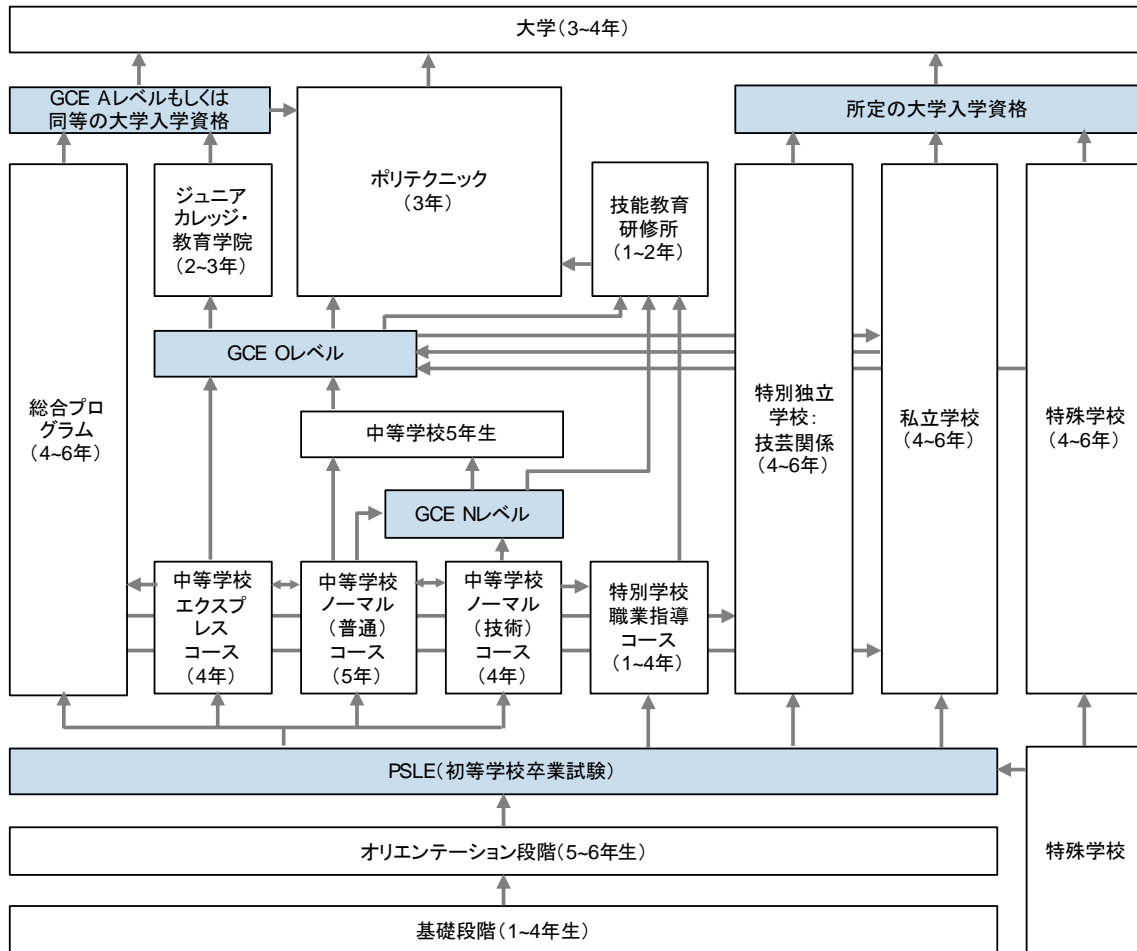 大学(3~4年)
GCE Aレベルもしくは
同等の大学入学資格
所定の大学入学資格
ジュニア
カレッジ・
教育学院
(2~3年)
ポリテクニック
(3年)
技能教育
研修所
(1~2年)
GCE Oレベル
総合プロ
グラム
(4~6年)
中等学校5年生
特別独立
学校:
技芸関係
(4~6年)
私立学校
(4~6年)
特殊学校
(4~6年)
GCE Nレベル
中等学校
エクスプ
レス
コース
(4年)
中等学校
ノーマル
(普通)
コース
(5年)
中等学校
ノーマル
(技術)
コース
(4年)
特別学校
職業指導
コース
(1~4年)
PSLE(初等学校卒業試験)
オリエンテーション段階(5~6年生)
特殊学校
基礎段階(1~4年生)